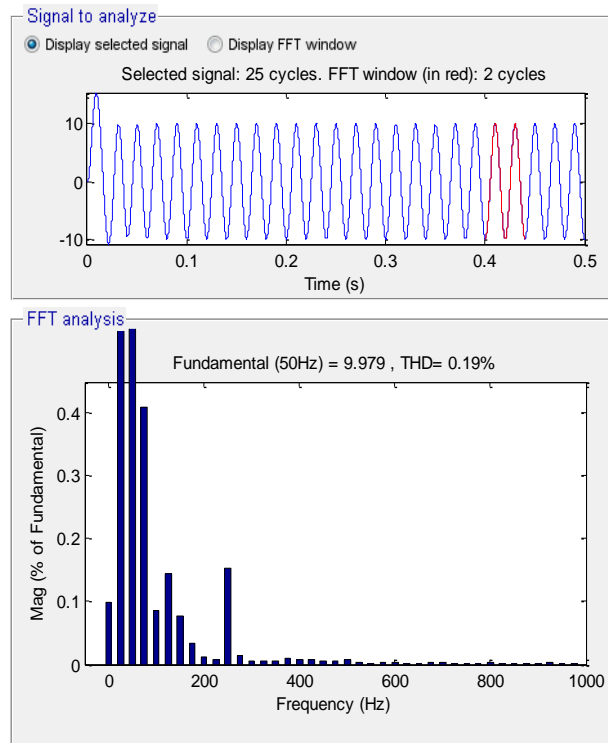 Signal to analyze
Display selected signal Display FFT window
Selected signal: 25 cycles. FFT window (in red): 2 cycles
10
0
-10
0 0.1 0.2 0.3 0.4 0.5
Time (s)
FFT analysis
Fundamental (50Hz) = 9.979 , THD= 0.19%
0.4
0.3
0.2
0.1
0
Mag (% of Fundamental)
0 200 400 600 800 1000
Frequency (Hz)